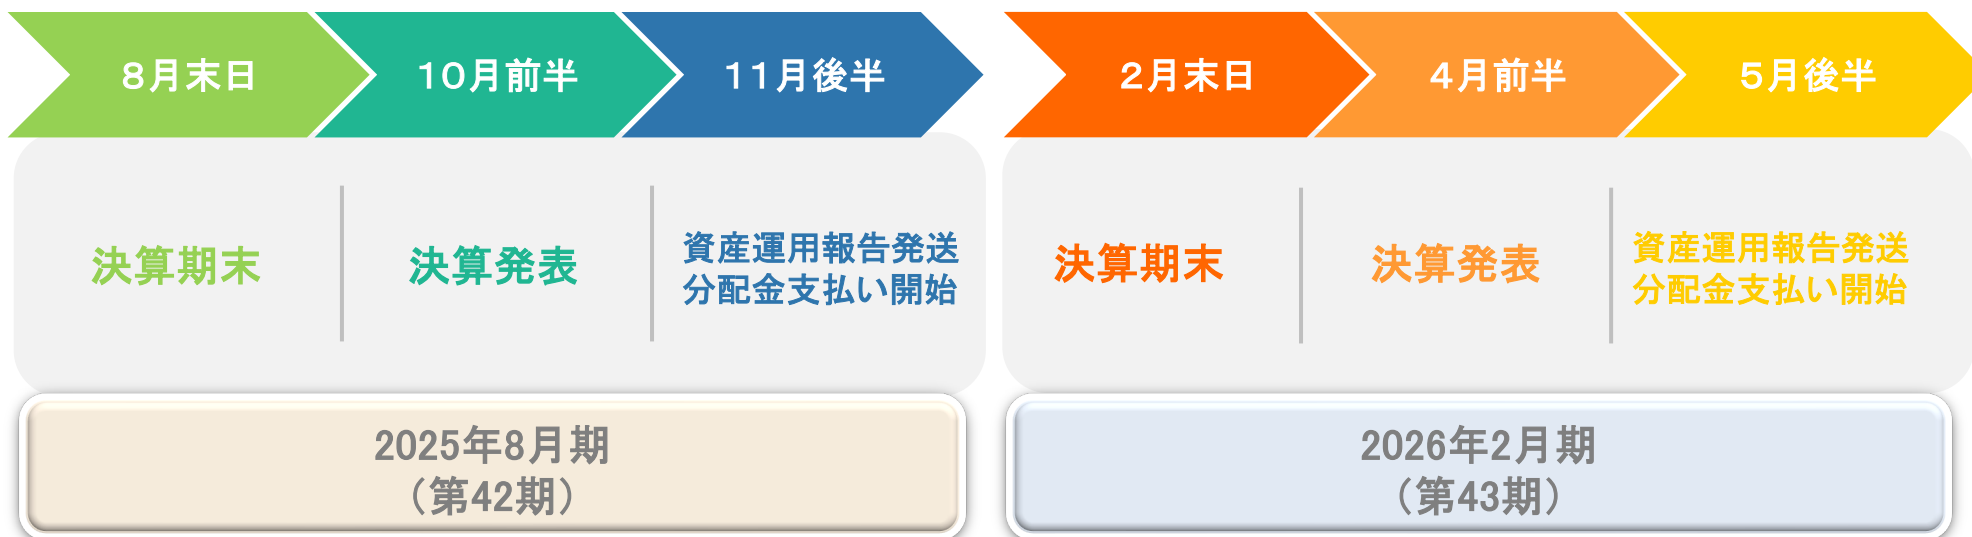 8月末日
10月前半
11月後半
2月末日
4月前半
5月後半
決算期末
決算発表
資産運用報告発送
分配金支払い開始
決算期末
決算発表
資産運用報告発送
分配金支払い開始
2025年8月期
（第42期）
2026年2月期
（第43期）